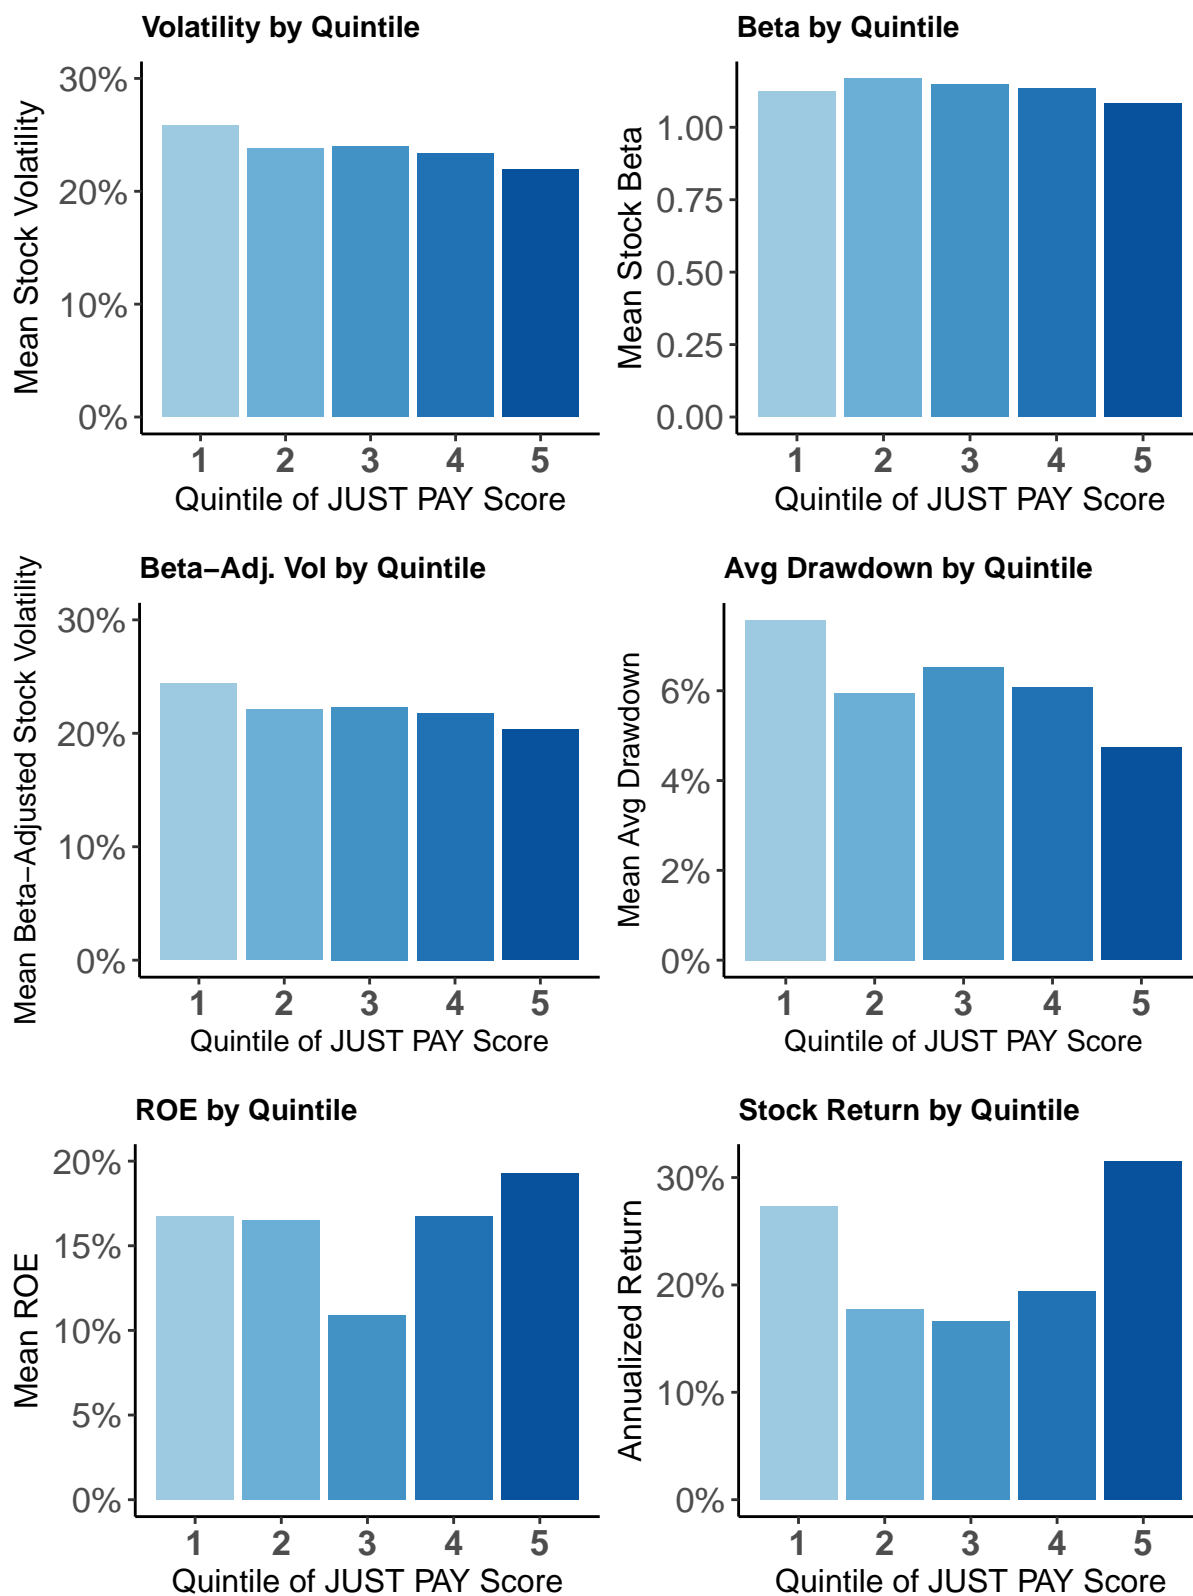 Volatility by Quintile
Mean Stock Volatility
30%
20%
10%
0%
1 2 3 4 5
Quintile of JUST PAY Score
Beta by Quintile
Mean Stock Beta
1.00
0.75
0.50
0.25
0.00
1 2 3 4 5
Quintile of JUST PAY Score
Beta−Adj. Vol by Quintile
Mean Beta−Adjusted Stock Volatility
30%
20%
10%
0%
1 2 3 4 5
Quintile of JUST PAY Score
Avg Drawdown by Quintile
Mean Avg Drawdown
6%
4%
2%
0%
1 2 3 4 5
Quintile of JUST PAY Score
ROE by Quintile
Mean ROE
20%
15%
10%
5%
0%
1 2 3 4 5
Quintile of JUST PAY Score
Stock Return by Quintile
Annualized Return
30%
20%
10%
0%
1 2 3 4 5
Quintile of JUST PAY Score